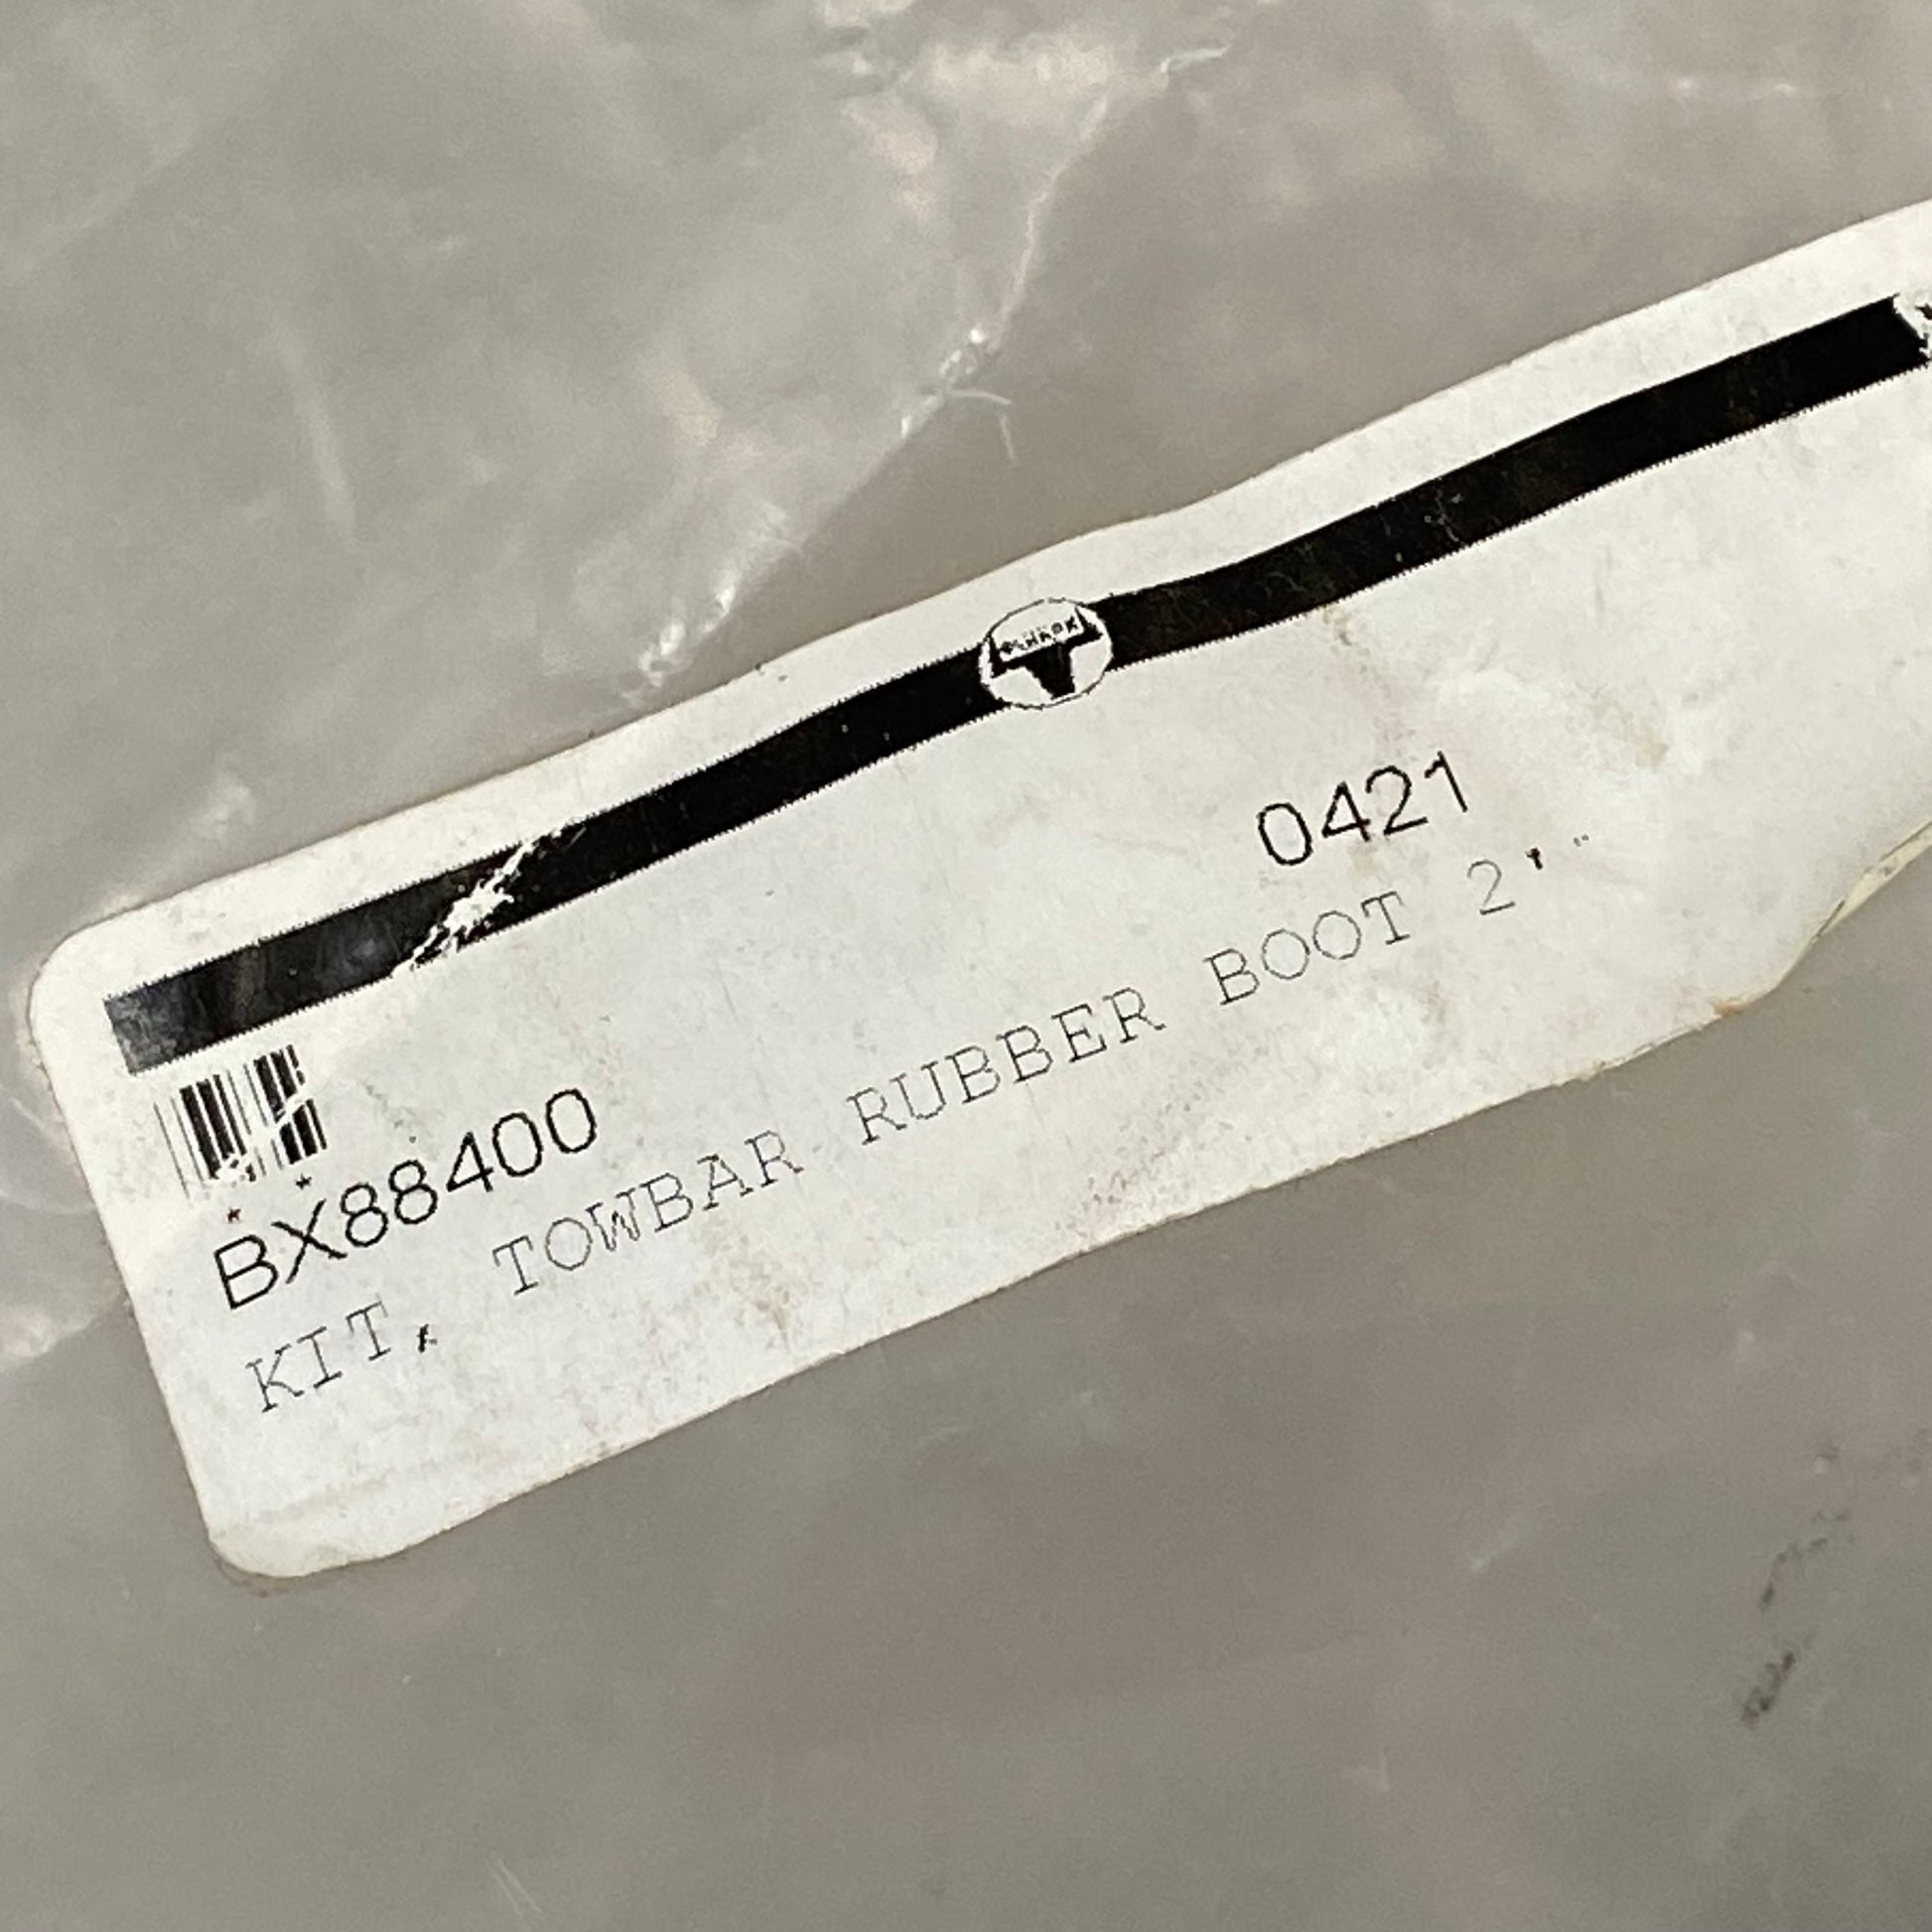 0421
* *
BX88400
KIT, TOWBAR RUBBER BOOT 2''